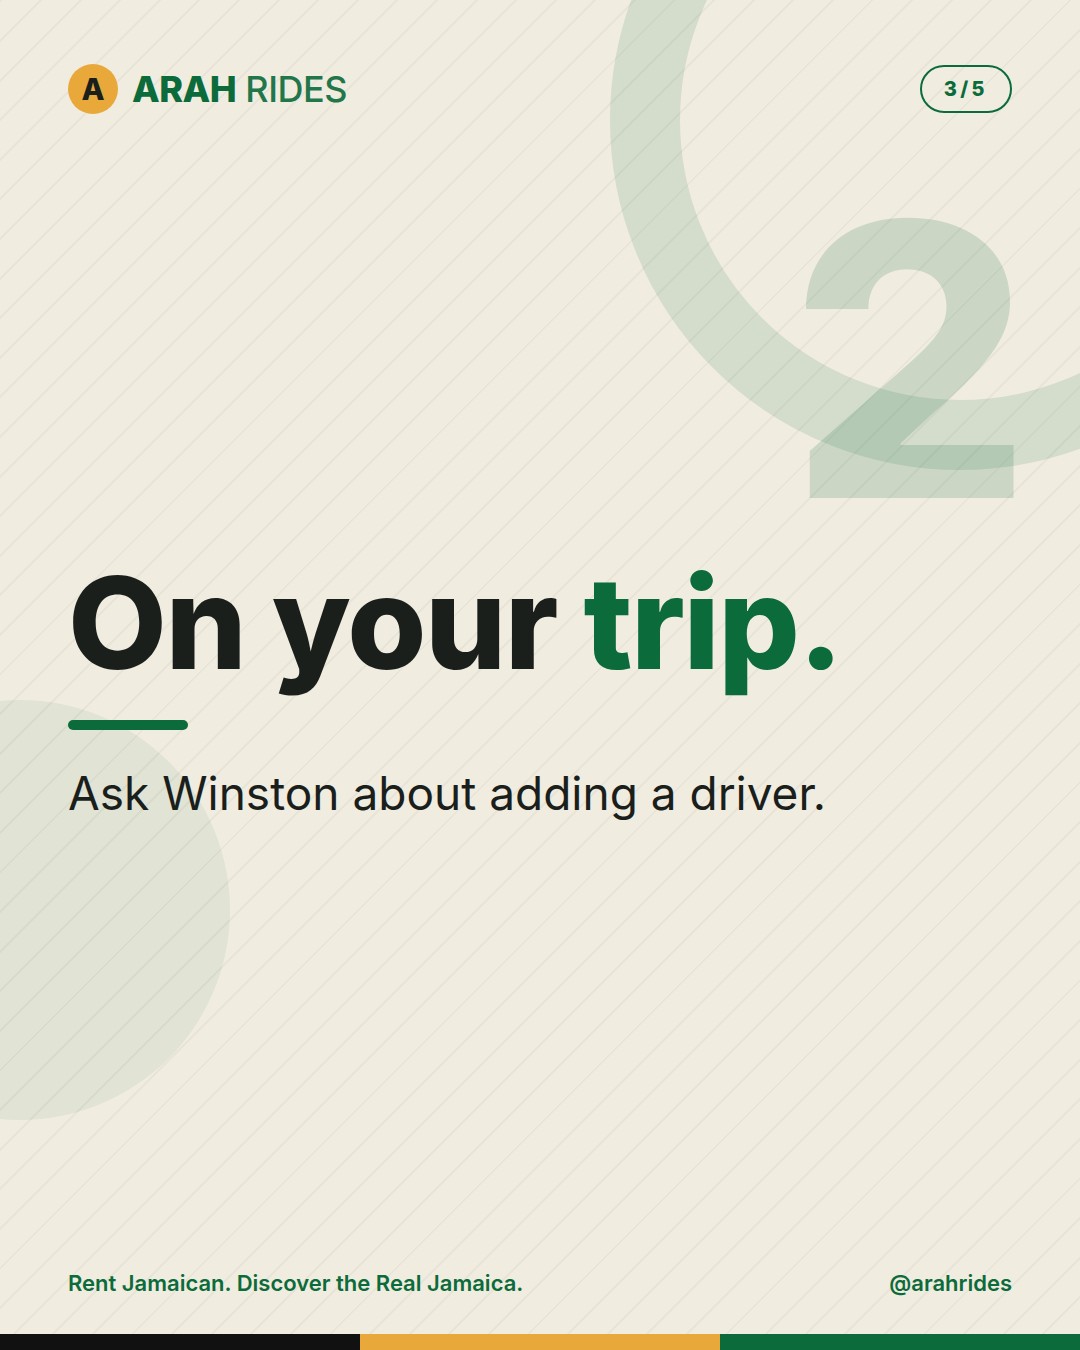 A ARAH RIDES
3/5
2
On your trip.
Ask Winston about adding a driver.
Rent Jamaican. Discover the Real Jamaica.
@arahrides